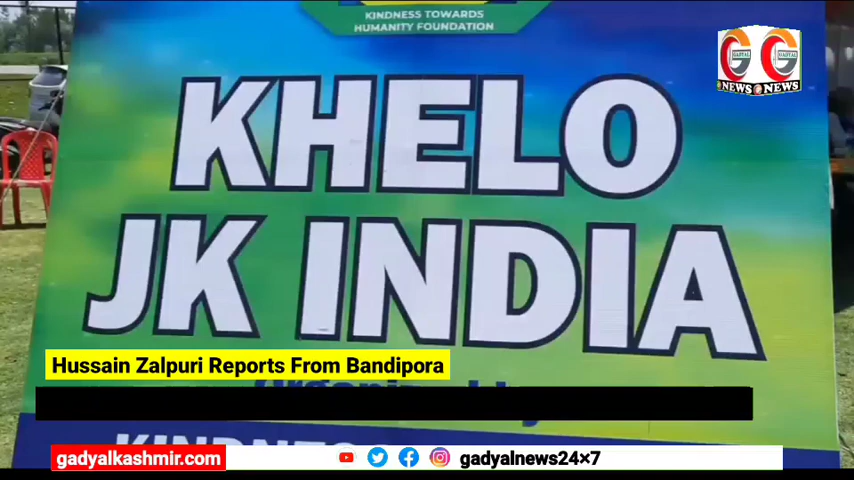 KINDNESS TOWARDS
HUMANITY FOUNDATION
GADYAL
GADYAL
NEWS NEWS
KHELO
JK INDIA
Hussain Zalpuri Reports From Bandipora
gadyalkashmir.com
gadyalnews24×7